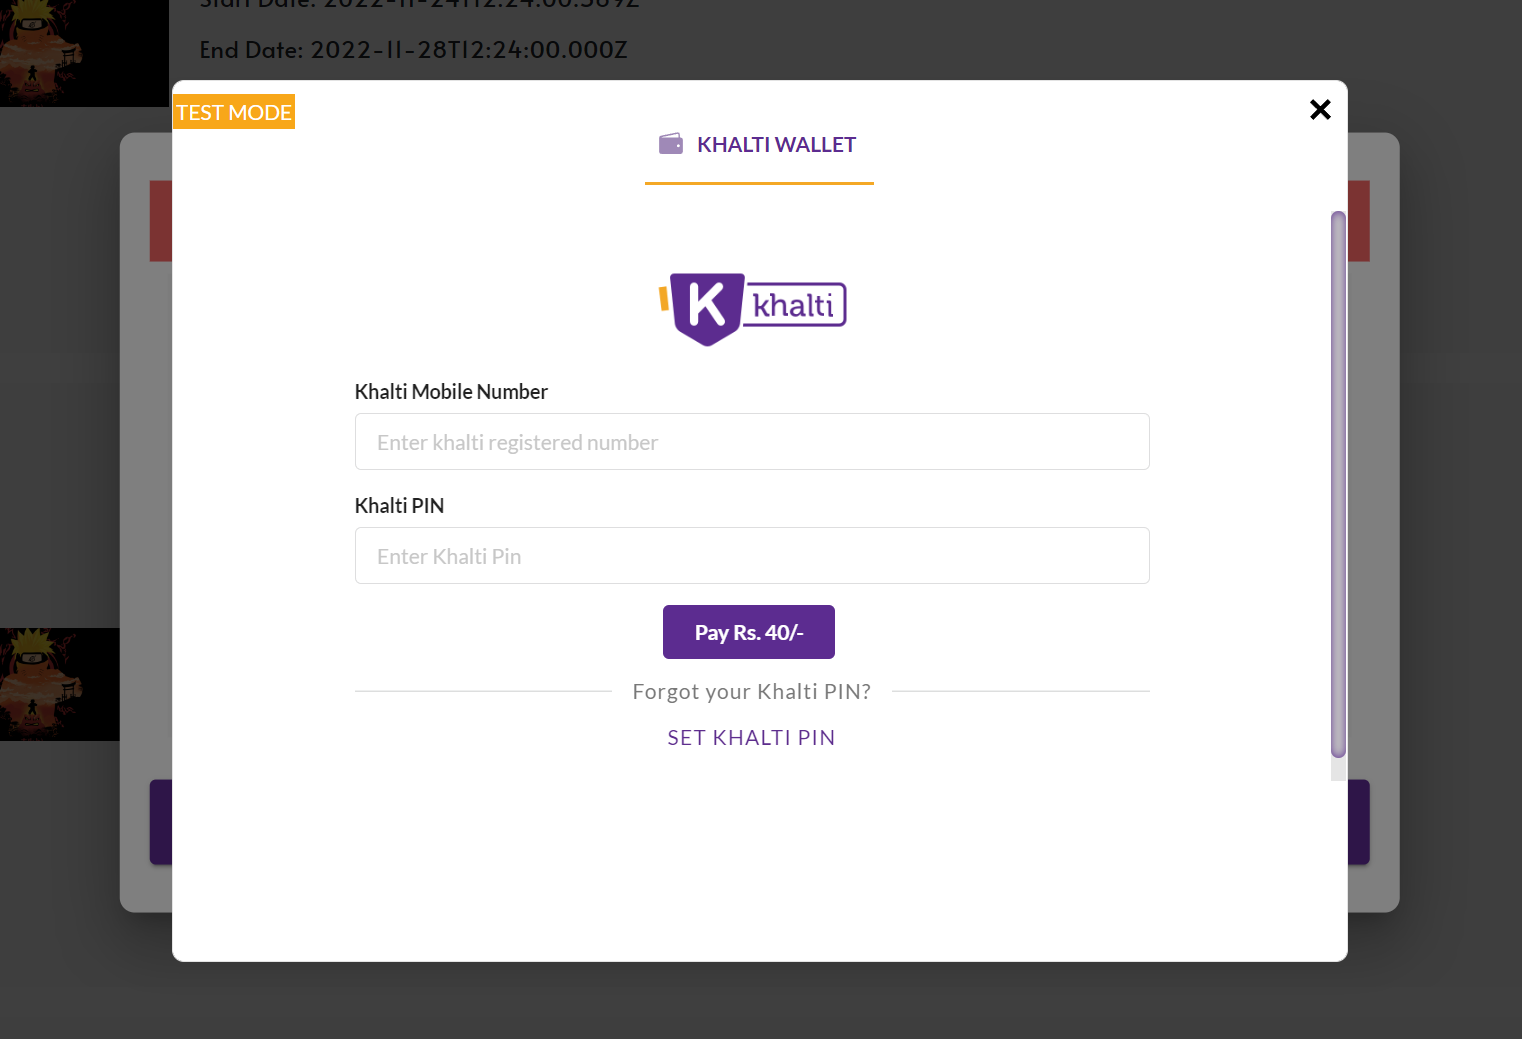 Start Date: 2022-11-24T12:24:00.569Z
End Date: 2022-11-28T12:24:00.000Z
TEST MODE
KHALTI WALLET
K khalti
Khalti Mobile Number
Enter khalti registered number
Khalti PIN
Enter Khalti Pin
Pay Rs. 40/-
Forgot your Khalti PIN?
SET KHALTI PIN